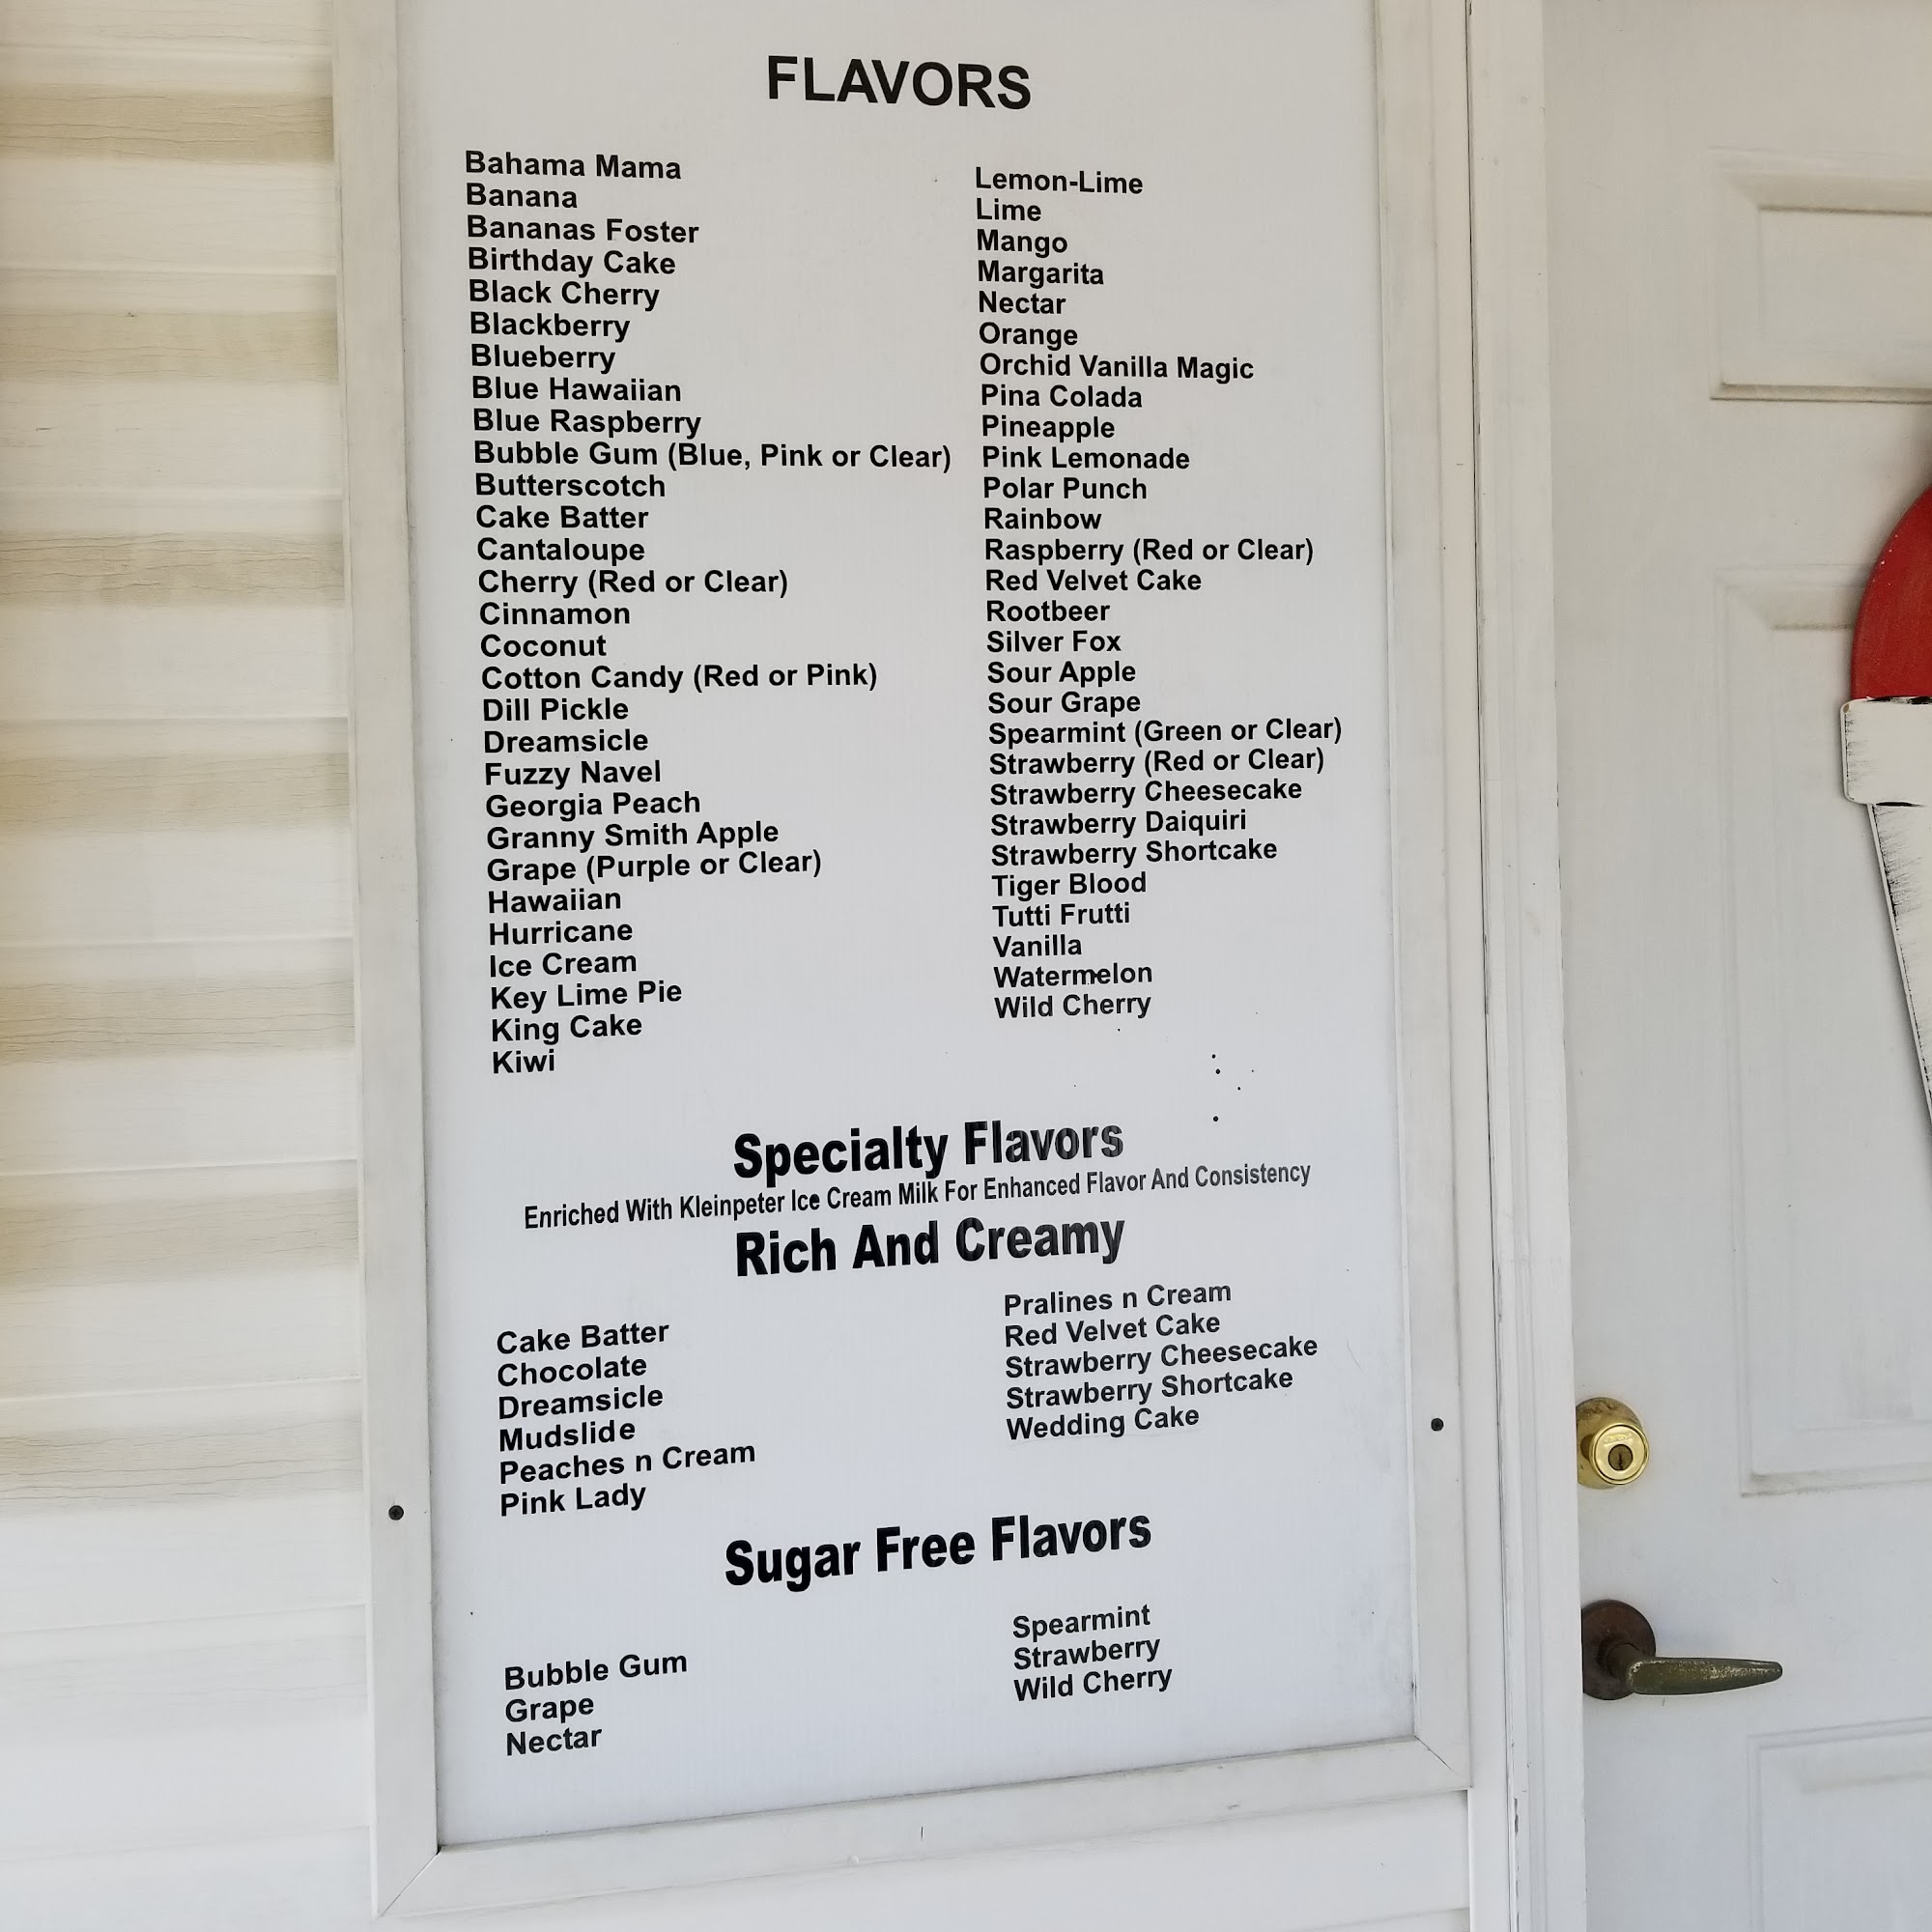 FLAVORS
Bahama Mama
Banana
Bananas Foster
Birthday Cake
Black Cherry
Blackberry
Blueberry
Blue Hawaiian
Blue Raspberry
Bubble Gum (Blue, Pink or Clear)
Butterscotch
Cake Batter
Cantaloupe
Cherry (Red or Clear)
Cinnamon
Coconut
Cotton Candy (Red or Pink)
Dill Pickle
Dreamsicle
Fuzzy Navel
Georgia Peach
Granny Smith Apple
Grape (Purple or Clear)
Hawaiian
Hurricane
Ice Cream
Key Lime Pie
King Cake
Kiwi
Lemon-Lime
Lime
Mango
Margarita
Nectar
Orange
Orchid Vanilla Magic
Pina Colada
Pineapple
Pink Lemonade
Polar Punch
Rainbow
Raspberry (Red or Clear)
Red Velvet Cake
Rootbeer
Silver Fox
Sour Apple
Sour Grape
Spearmint (Green or Clear)
Strawberry (Red or Clear)
Strawberry Cheesecake
Strawberry Daiquiri
Strawberry Shortcake
Tiger Blood
Tutti Frutti
Vanilla
Watermelon
Wild Cherry
Specialty Flavors
Enriched With Kleinpeter Ice Cream Milk For Enhanced Flavor And Consistency
Rich And Creamy
Cake Batter
Chocolate
Dreamsicle
Mudslide
Peaches n Cream
Pink Lady
Pralines n Cream
Red Velvet Cake
Strawberry Cheesecake
Strawberry Shortcake
Wedding Cake
Sugar Free Flavors
Bubble Gum
Grape
Nectar
Spearmint
Strawberry
Wild Cherry